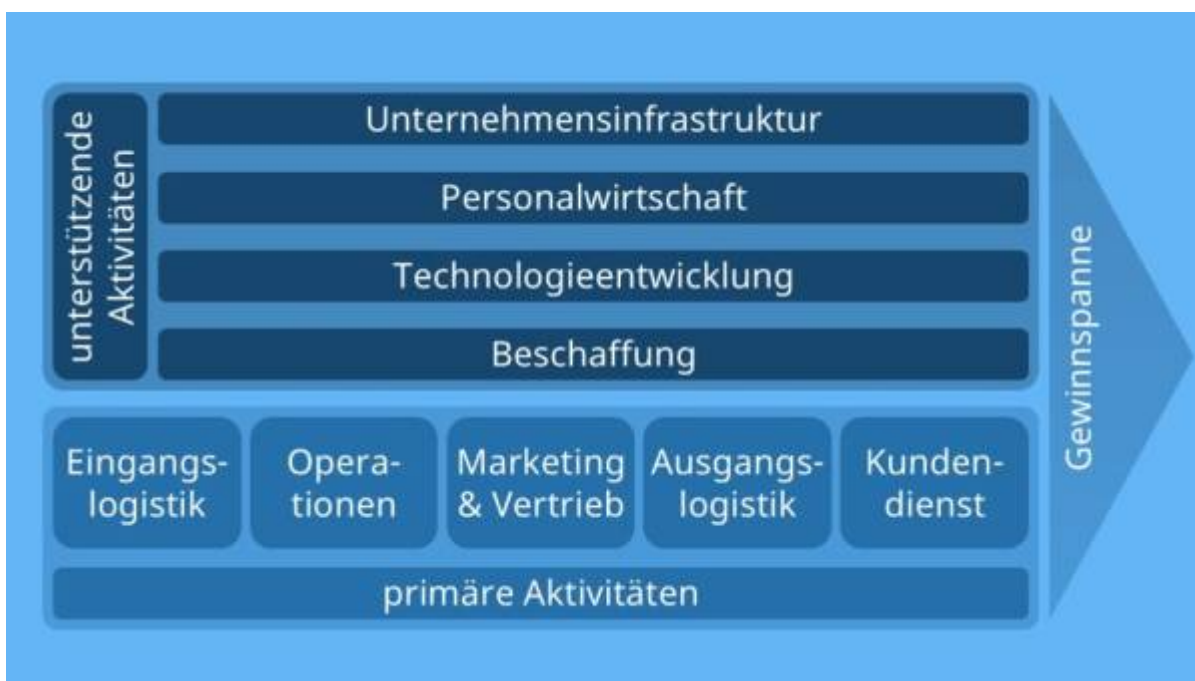 unterstützende
Aktivitäten
Unternehmensinfrastruktur
Personalwirtschaft
Technologieentwicklung
Beschaffung
Eingangs-
logistik
Opera-
tionen
Marketing
& Vertrieb
Ausgangs-
logistik
Kunden-
dienst
primäre Aktivitäten
Gewinnspanne